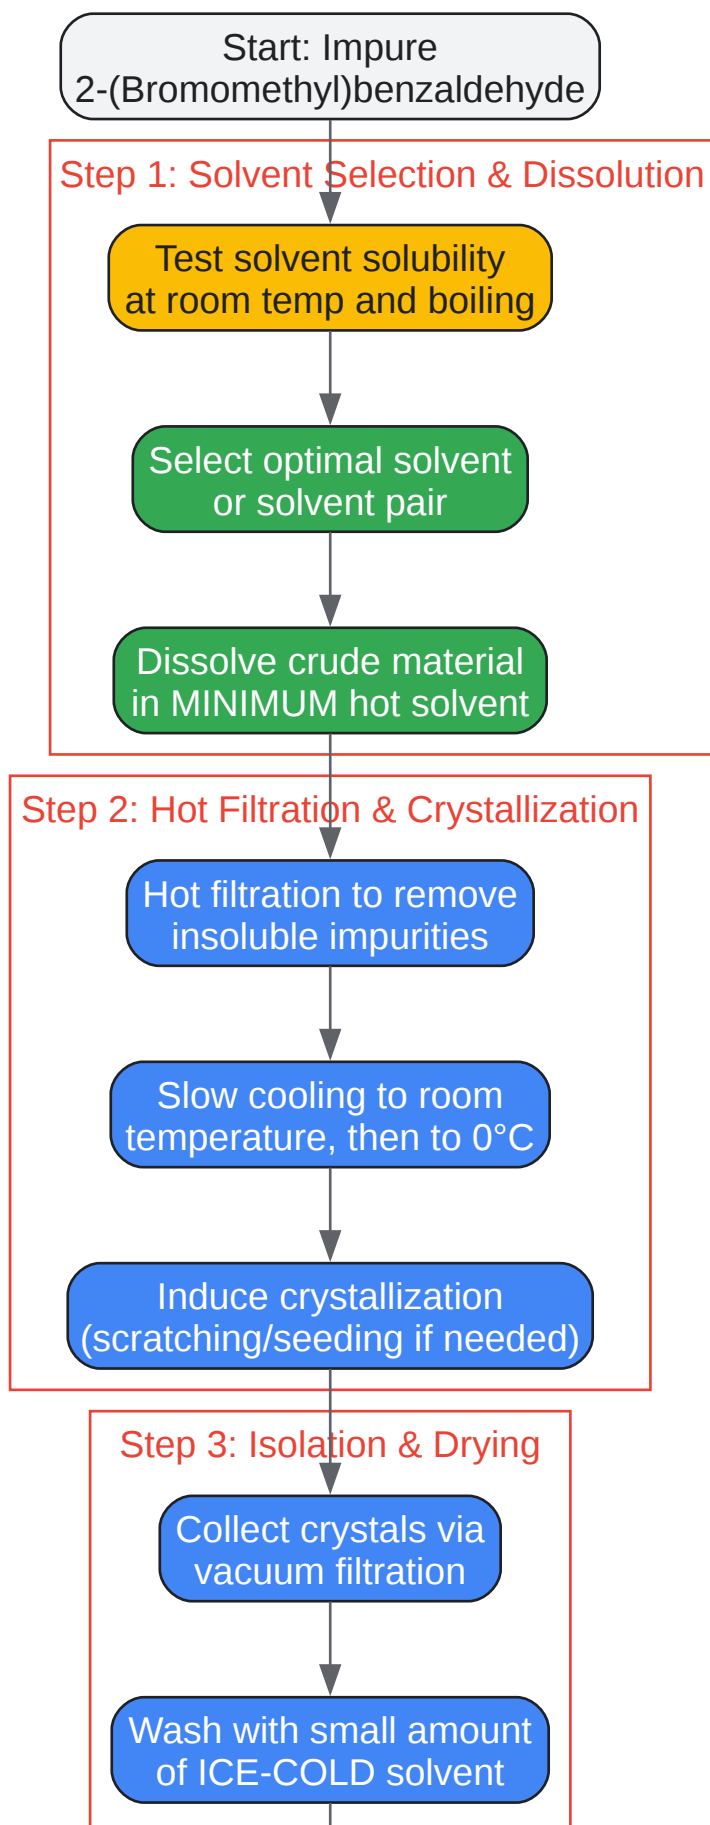 Start: Impure
2-(Bromomethyl)benzaldehyde
Step 1: Solvent Selection & Dissolution
Test solvent solubility
at room temp and boiling
Select optimal solvent
or solvent pair
Dissolve crude material
in MINIMUM hot solvent
Step 2: Hot Filtration & Crystallization
Hot filtration to remove
insoluble impurities
Slow cooling to room
temperature, then to 0°C
Induce crystallization
(scratching/seeding if needed)
Step 3: Isolation & Drying
Collect crystals via
vacuum filtration
Wash with small amount
of ICE-COLD solvent